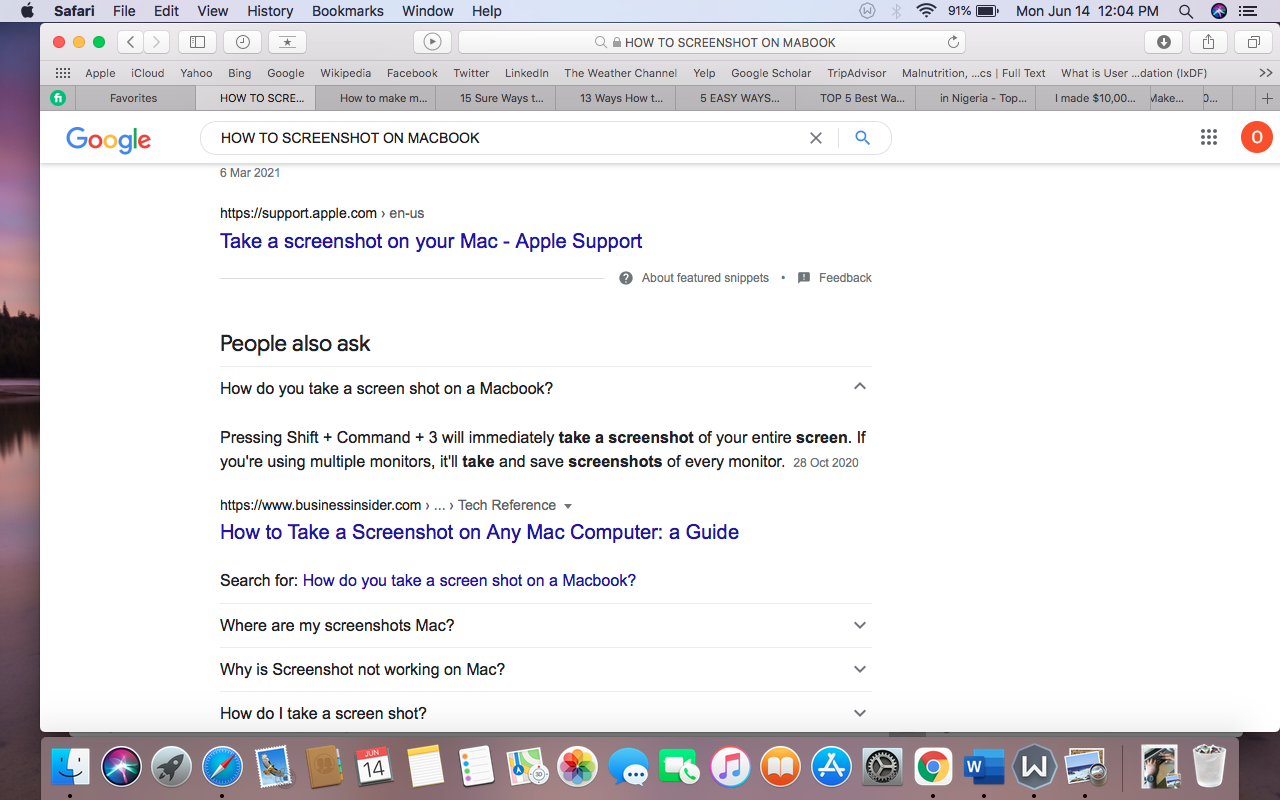 Safari File Edit View History Bookmarks Window Help 91% Mon Jun 14 12:04 PM
HOW TO SCREENSHOT ON MABOOK
Apple iCloud Yahoo Bing Google Wikipedia Facebook Twitter LinkedIn The Weather Channel Yelp Google Scholar TripAdvisor Malnutrition, ...cs | Full Text What is User ...dation (IxDF)
fi Favorites HOW TO SCRE... How to make m... 15 Sure Ways t... 13 Ways How t... 5 EASY WAYS... TOP 5 Best Wa... in Nigeria - Top... I made $10,00... Make... 0...
Google HOW TO SCREENSHOT ON MACBOOK O
6 Mar 2021
https://support.apple.com › en-us
Take a screenshot on your Mac - Apple Support
About featured snippets • Feedback
People also ask
How do you take a screen shot on a Macbook?
Pressing Shift + Command + 3 will immediately take a screenshot of your entire screen. If
you're using multiple monitors, it'll take and save screenshots of every monitor. 28 Oct 2020
https://www.businessinsider.com › ... › Tech Reference
How to Take a Screenshot on Any Mac Computer: a Guide
Search for: How do you take a screen shot on a Macbook?
Where are my screenshots Mac?
Why is Screenshot not working on Mac?
How do I take a screen shot?
JUN
14
3D
W
W